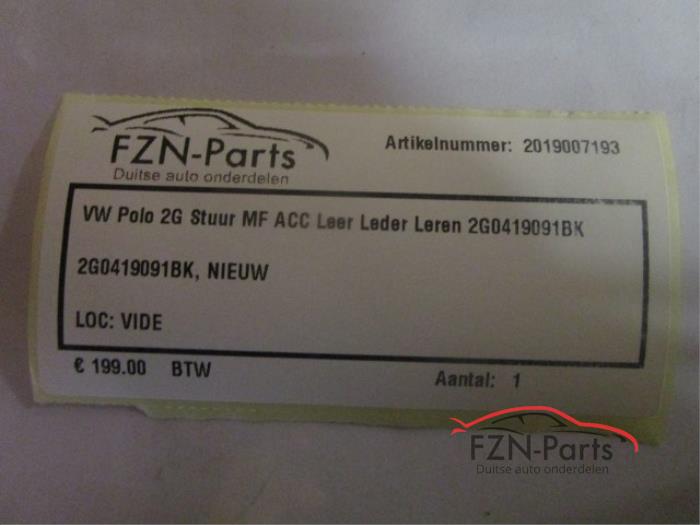 FZN-Parts
Duitse auto onderdelen
Artikelnummer: 2019007193
VW Polo 2G Stuur MF ACC Leer Leder Leren 2G0419091BK
2G0419091BK, NIEUW
LOC: VIDE
€ 199.00 BTW
Aantal: 1
FZN-Parts
Duitse auto onderdelen